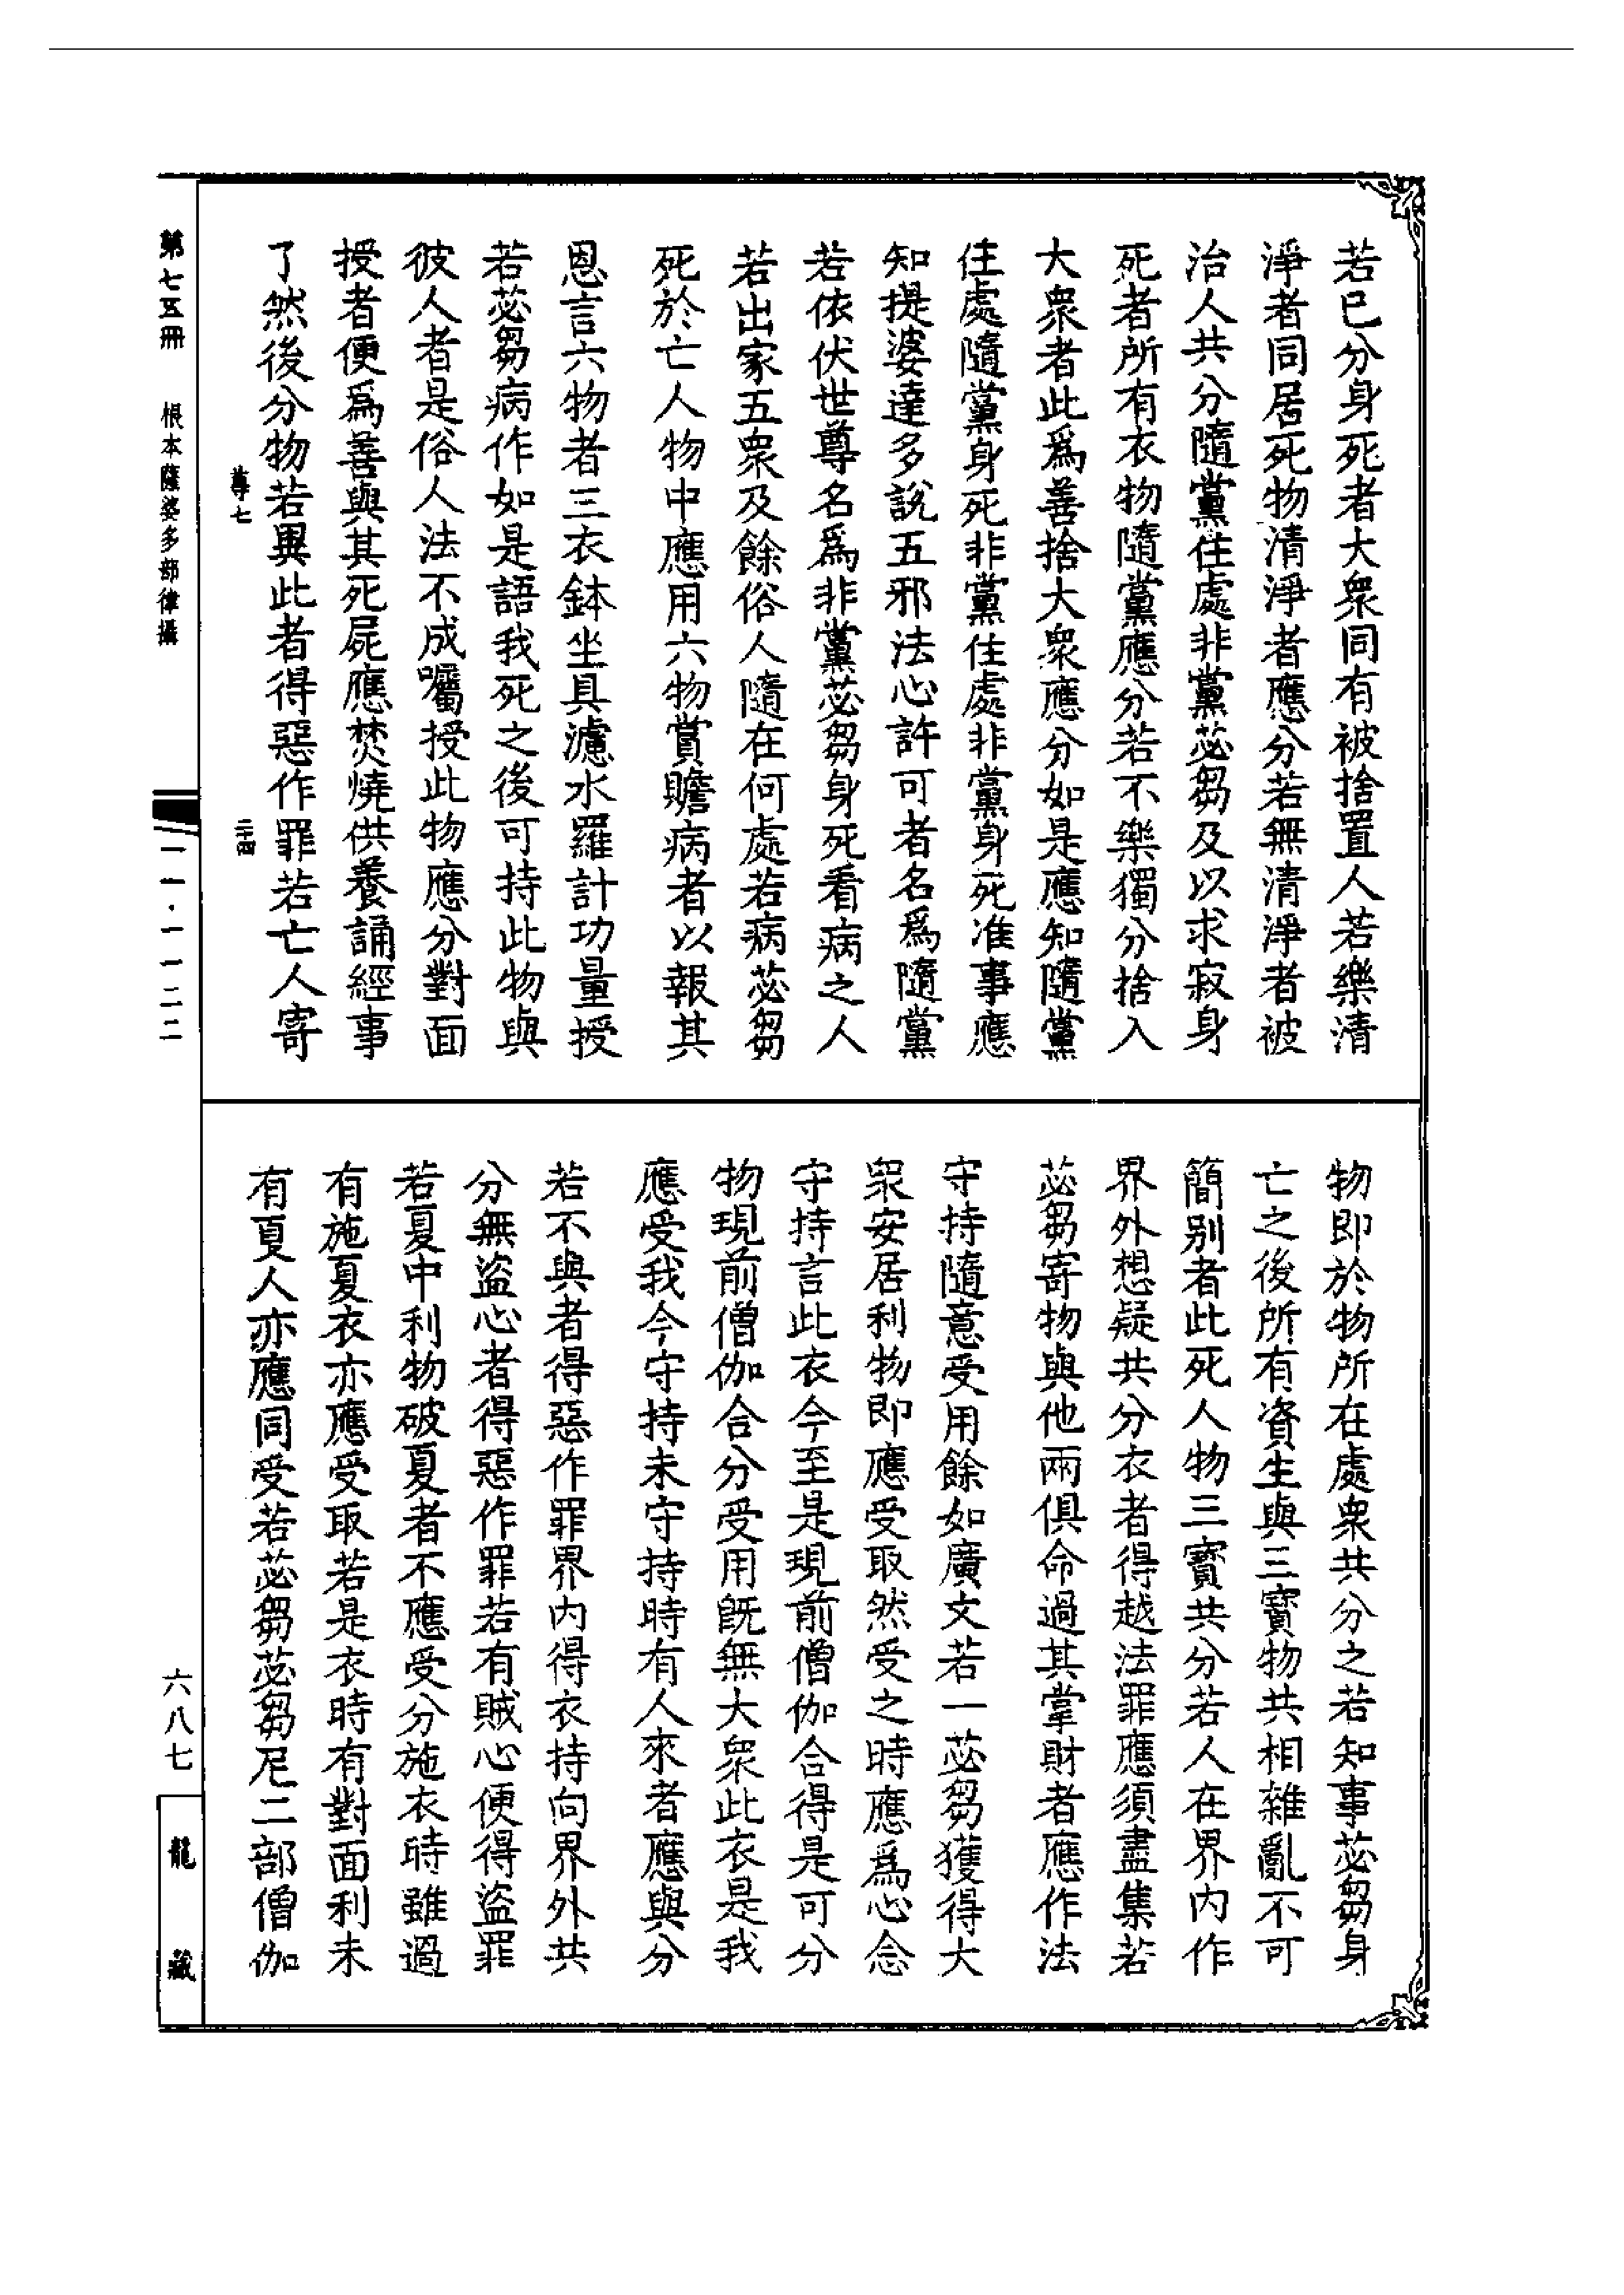 若已分身死者大衆同有被捨置人若樂清
淨者同居死物清淨者應分若無清淨者被
治人共分隨黨住處非黨苾芻及以求寂身
死者所有衣物隨黨應分若不樂獨分捨入
大衆者此爲善捨大衆應分如是應知隨黨
住處隨黨身死非黨住處非黨身死准事應
知提婆達多說五邪法心許可者名爲隨黨
若依伏世尊名爲非黨苾芻身死看病之人
若出家五衆及餘俗人隨在何處若病苾芻
死於亡人物中應用六物賞贍病者以報其
恩言六物者三衣鉢坐具濾水羅計功量授
若苾芻病作如是語我死之後可持此物與
彼人者是俗人法不成囑授此物應分對面
授者便爲善與其死屍應焚燒供養誦經事
了然後分物若異此者得惡作罪若亡人寄
尊七
二十四
物即於物所在處衆共分之若知事苾芻身
亡之後所有資生與三寶物共相雜亂不可
簡别者此死人物三寶共分若人在界内作
界外想疑共分衣者得越法罪應須盡集若
苾芻寄物與他兩俱命過其掌財者應作法
守持隨意受用餘如廣文若一苾芻獲得大
衆安居利物即應受取然受之時應爲心念
守持言此衣今至是現前僧伽合得是可分
物現前僧伽合分受用旣無大衆此衣是我
應受我今守持未守持時有人來者應與分
若不與者得惡作罪界内得衣持向界外共
分無盜心者得惡作罪若有賊心便得盜罪
若夏中利物破夏者不應受分施衣時雖過
有施夏衣亦應受取若是衣時有對面利未
有夏人亦應同受若苾芻苾芻尼二部僧伽
第七五冊　根本薩婆多部律攝
一一·一一二二
六八七
龍藏